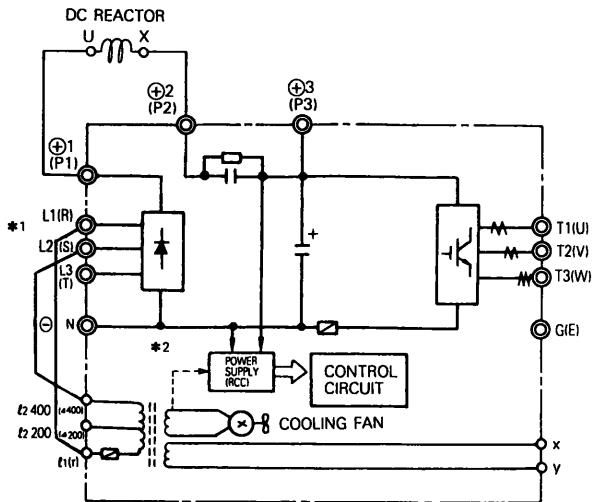 DC REACTOR
U X
⊕2
(P2)
⊕3
(P3)
⊕1
(P1)
*1
L1(R)
L2(S)
L3
(T)
N
⊖
+
T1(U)
T2(V)
T3(W)
G(E)
*2
POWER
SUPPLY
(RCC)
CONTROL
CIRCUIT
COOLING FAN
ℓ2 400
ℓ2 200
ℓ1(r)
x
y